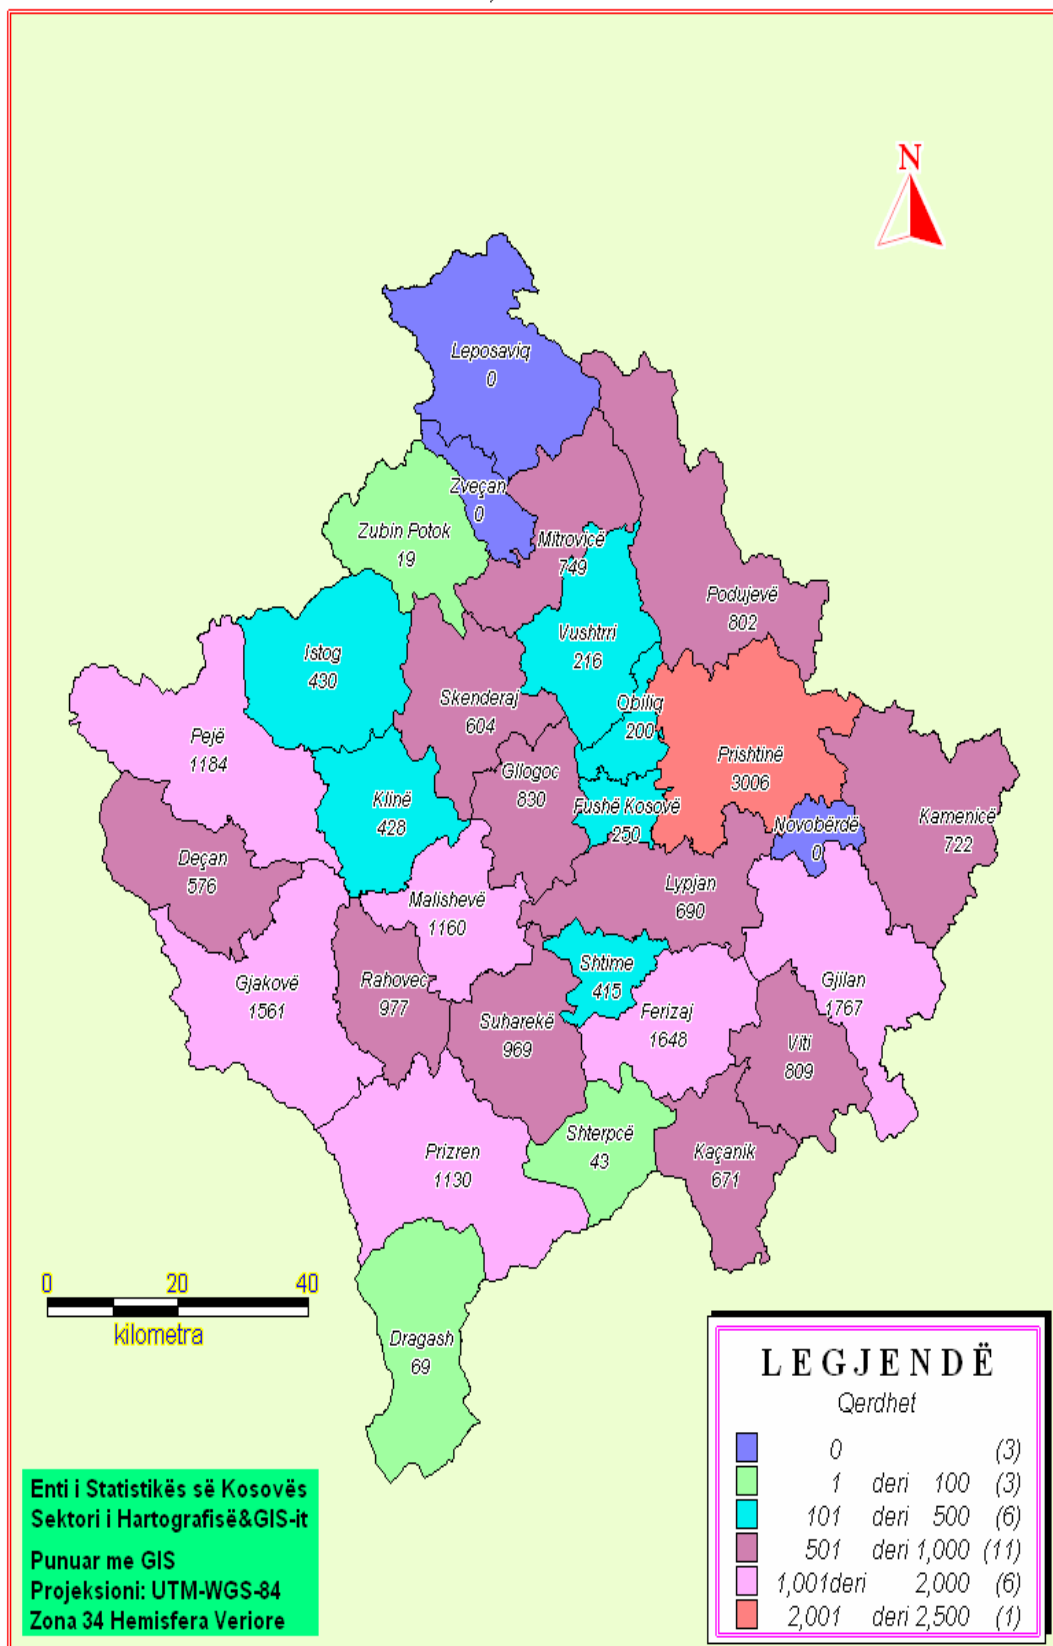 N
Leposaviq
0
Zveçan
0
Zubin Potok
19
Mitrovicë
749
Podujevë
802
Vushtrri
216
Istog
430
Skenderaj
604
Obiliq
200
Pejë
1184
Prishtinë
3006
Gllogoc
830
Klinë
428
Fushë Kosovë
250
Novobërdë
0
Kamenicë
722
Deçan
576
Lypjan
690
Malishevë
1160
Shtime
415
Gjakovë
1561
Rahovec
977
Gjilan
1767
Ferizaj
1648
Suharekë
969
Viti
809
Shterpcë
43
Kaçanik
671
Prizren
1130
0 20 40
kilometra
Dragash
69
LEGJENDË
Qerdhet
0 (3)
1 deri 100 (3)
101 deri 500 (6)
501 deri 1,000 (11)
1,001deri 2,000 (6)
2,001 deri 2,500 (1)
Enti i Statistikës së Kosovës
Sektori i Hartografisë&GIS-it
Punuar me GIS
Projeksioni: UTM-WGS-84
Zona 34 Hemisfera Veriore